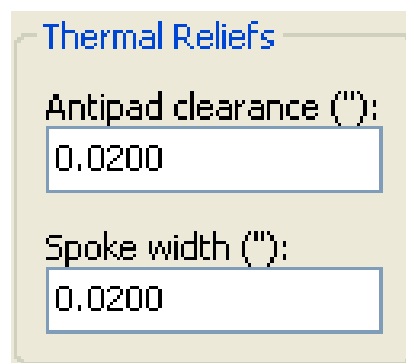 Thermal Reliefs
Antipad clearance ("):
0.0200
Spoke width ("):
0.0200